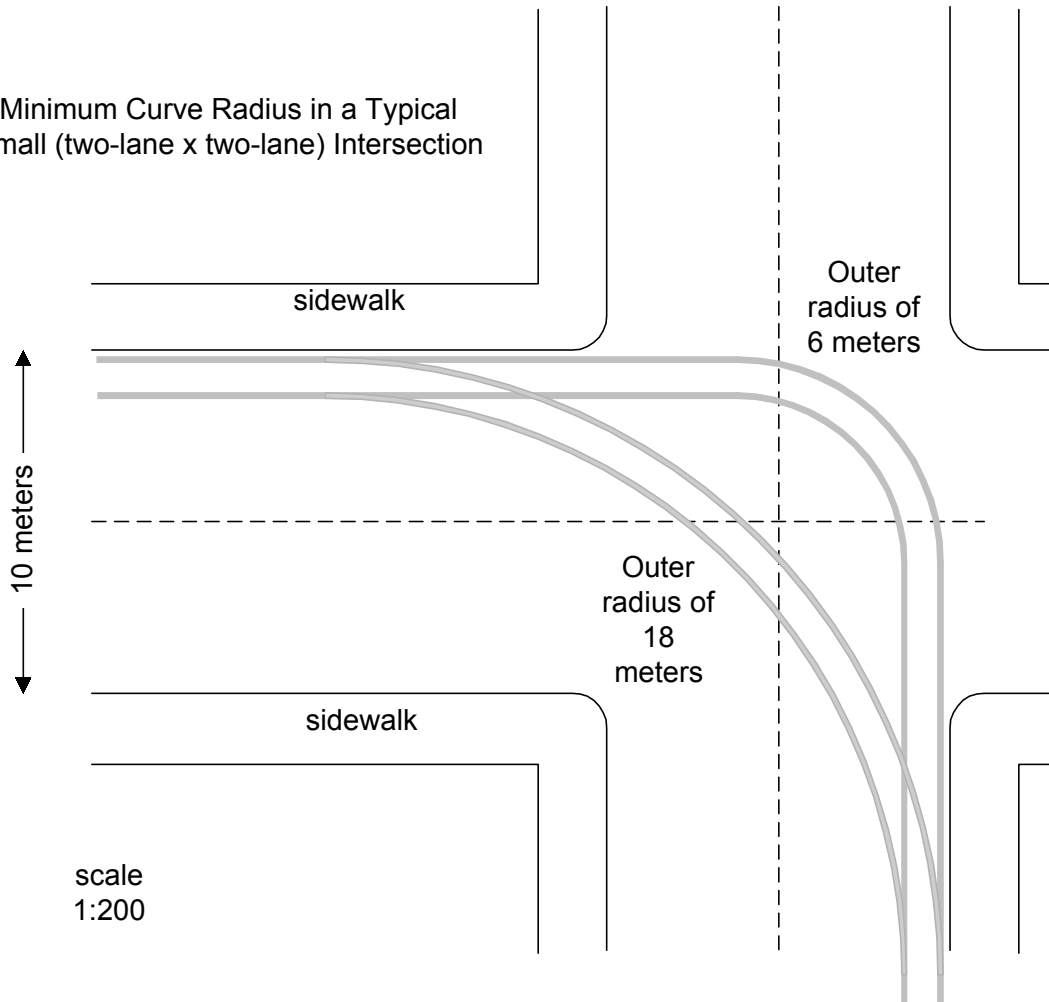 Minimum Curve Radius in a Typical
mall (two-lane x two-lane) Intersection
Outer
radius of
6 meters
sidewalk
10 meters
Outer
radius of
18
meters
sidewalk
scale
1:200